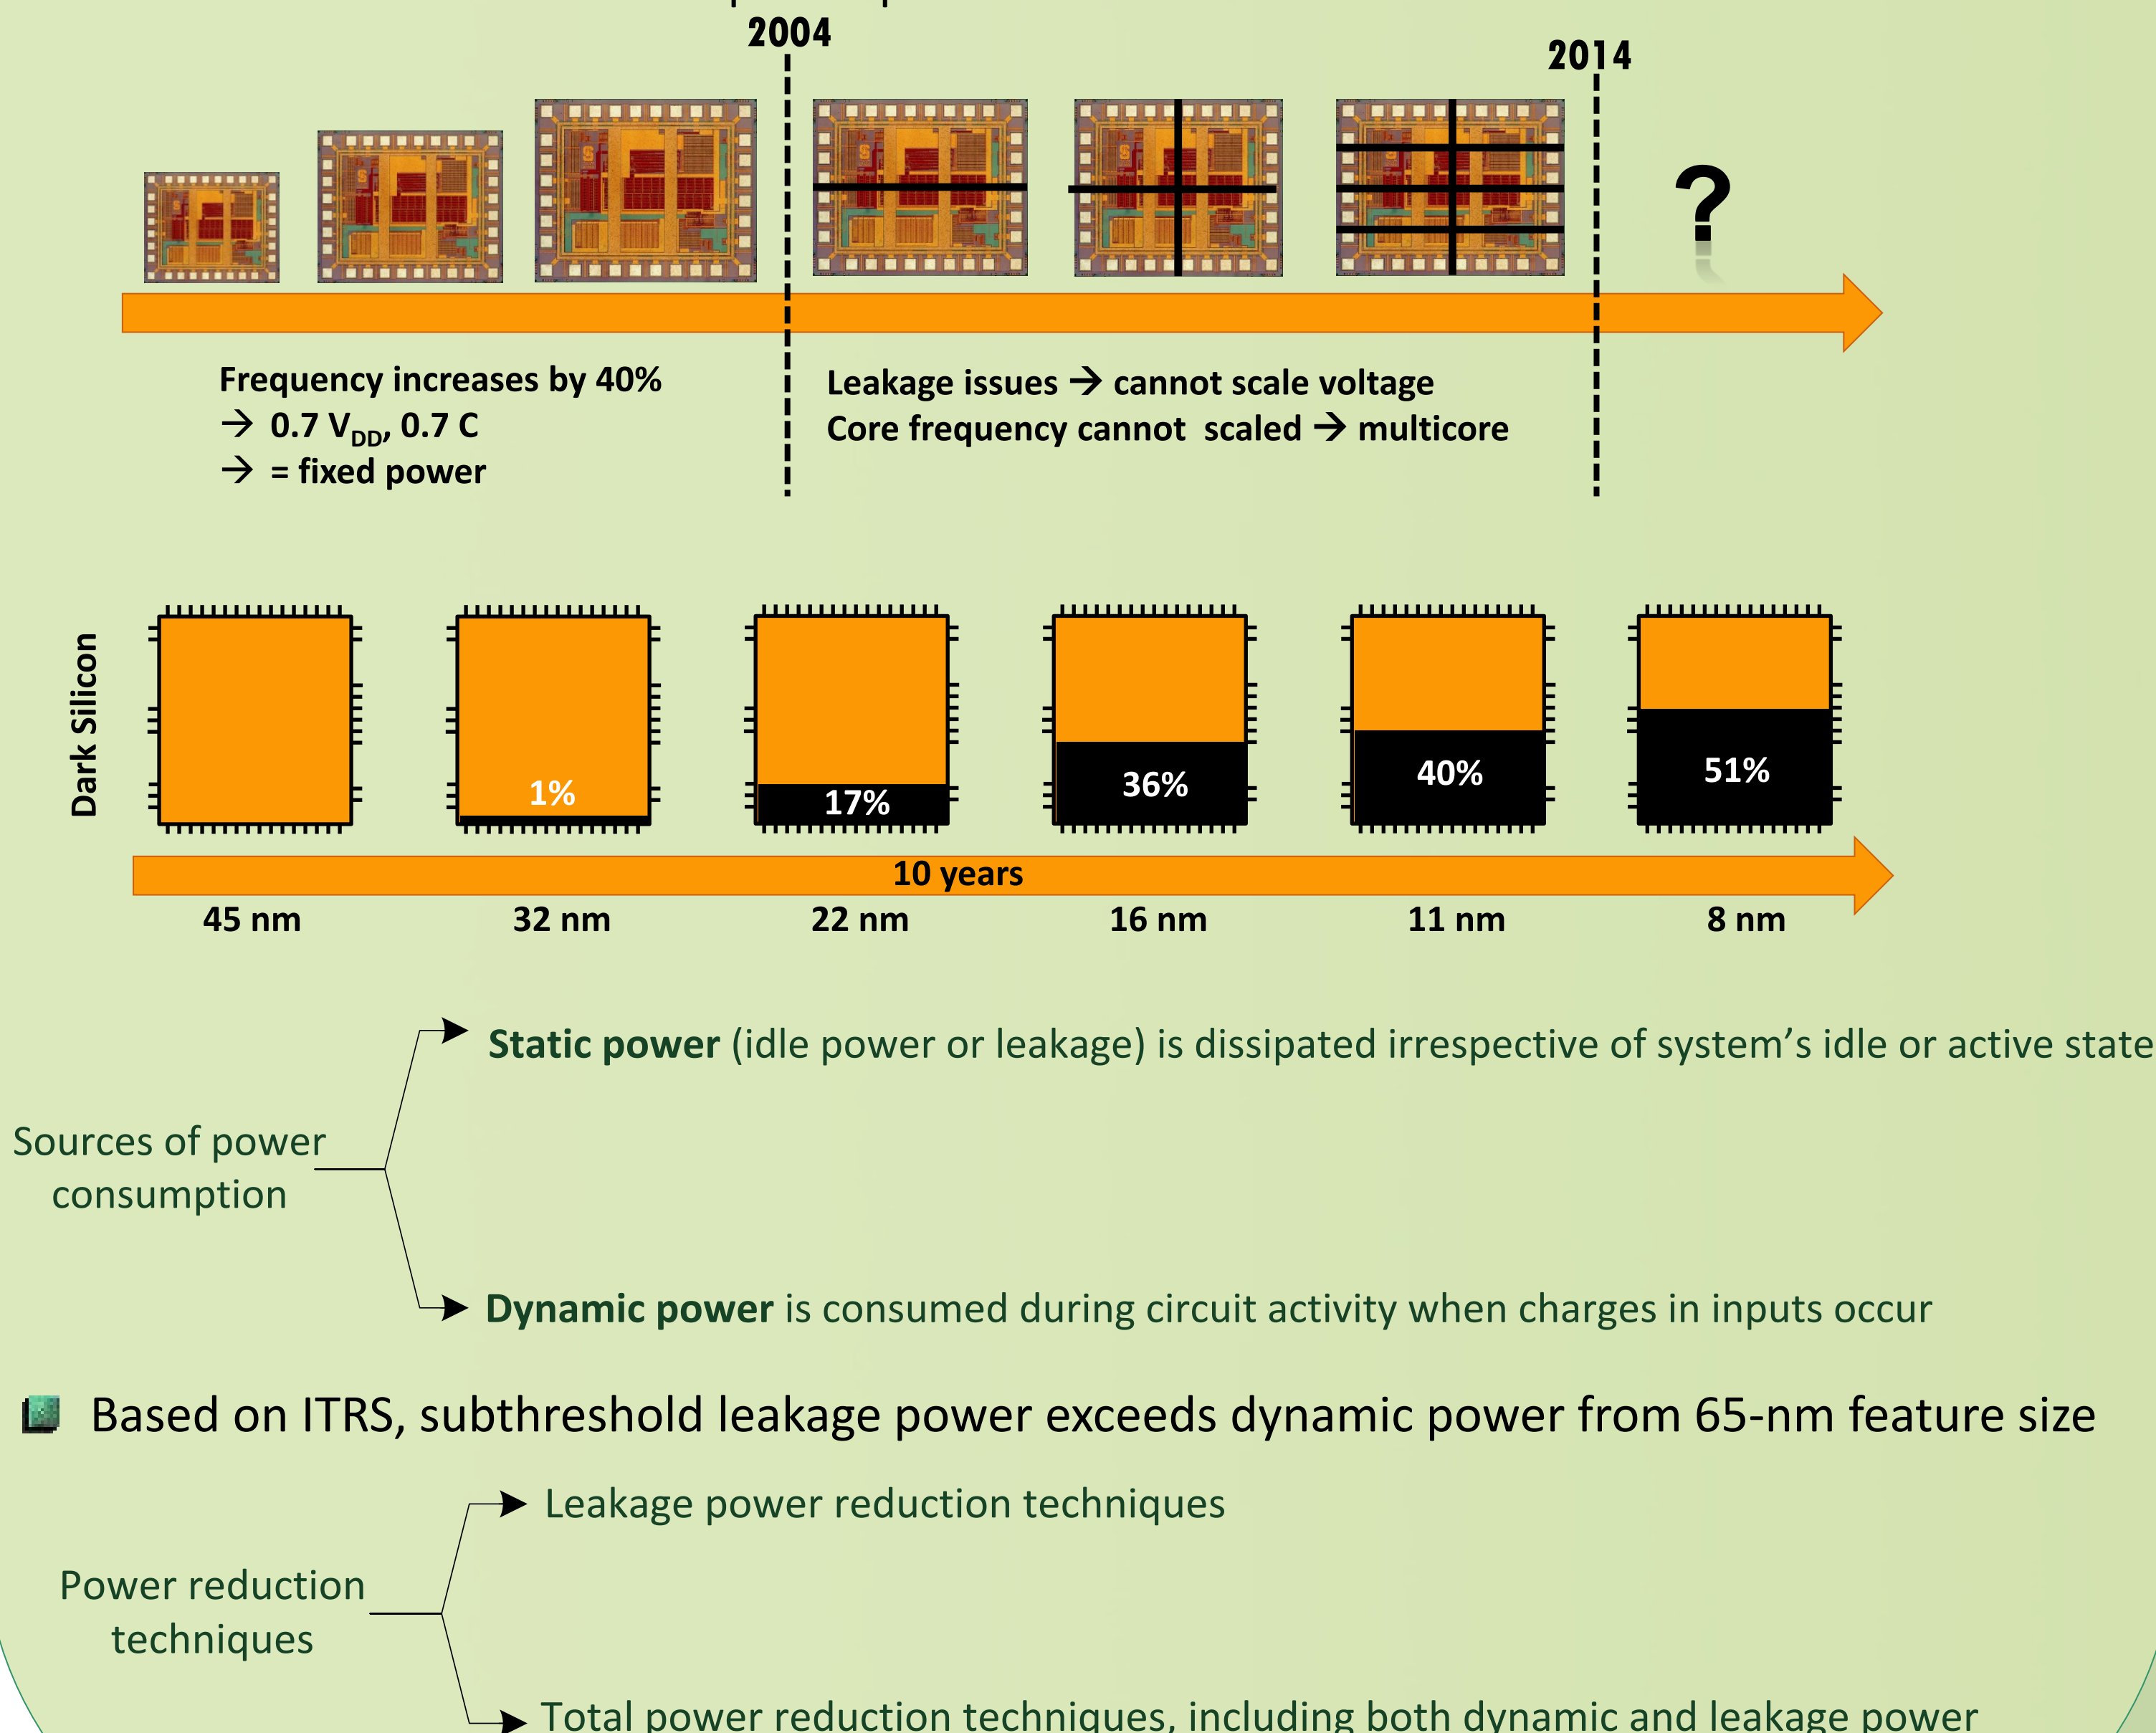 2004
2014
?
Frequency increases by 40%
→ 0.7 VDD, 0.7 C
→ = fixed power
Leakage issues → cannot scale voltage
Core frequency cannot  scaled → multicore
Dark Silicon
1%
17%
36%
40%
51%
10 years
45 nm
32 nm
22 nm
16 nm
11 nm
8 nm
Static power (idle power or leakage) is dissipated irrespective of system’s idle or active state
Sources of power
consumption
Dynamic power is consumed during circuit activity when charges in inputs occur
Based on ITRS, subthreshold leakage power exceeds dynamic power from 65-nm feature size
Leakage power reduction techniques
Power reduction
techniques
Total power reduction techniques, including both dynamic and leakage power